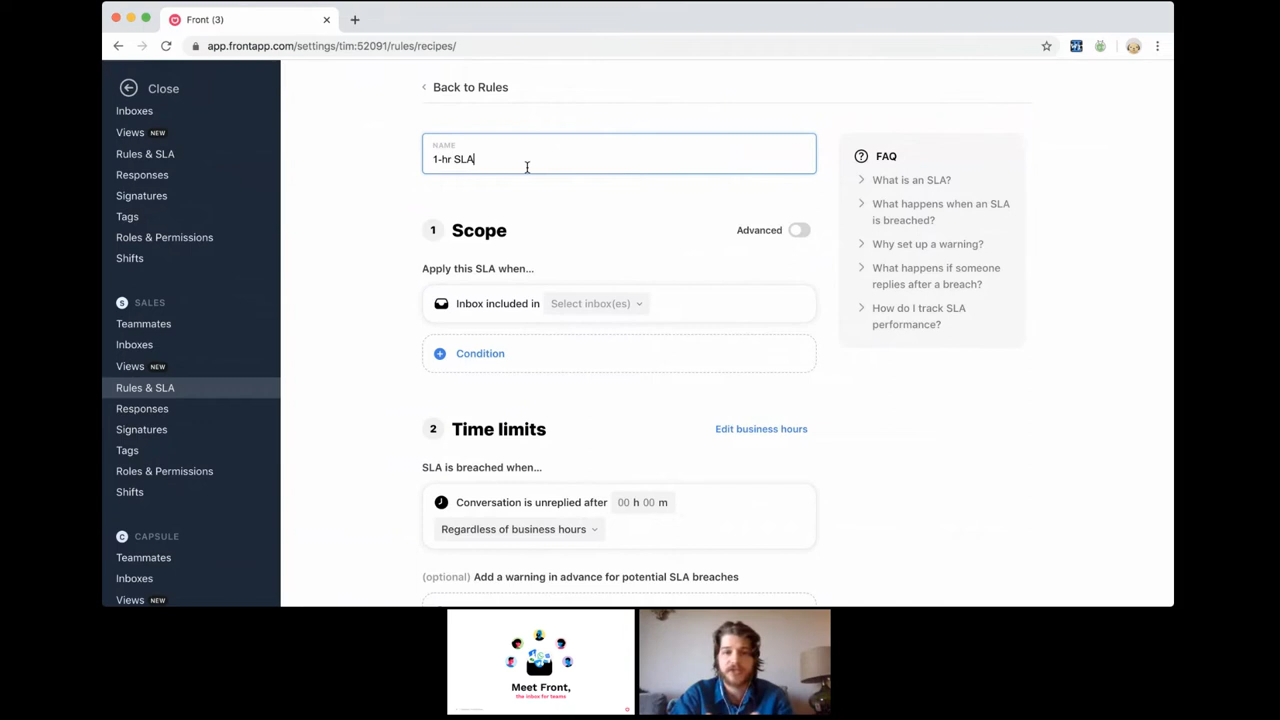 Front (3)
app.frontapp.com/settings/tim:52091/rules/recipes/
Close
Inboxes
Views NEW
Rules & SLA
Responses
Signatures
Tags
Roles & Permissions
Shifts
S SALES
Teammates
Inboxes
Views NEW
Rules & SLA
Responses
Signatures
Tags
Roles & Permissions
Shifts
C CAPSULE
Teammates
Inboxes
Views NEW
Back to Rules
NAME
1-hr SLA
1 Scope
Advanced
Apply this SLA when...
Inbox included in Select inbox(es)
Condition
2 Time limits
Edit business hours
SLA is breached when...
Conversation is unreplied after 00 h 00 m
Regardless of business hours
(optional) Add a warning in advance for potential SLA breaches
FAQ
What is an SLA?
What happens when an SLA
is breached?
Why set up a warning?
What happens if someone
replies after a breach?
How do I track SLA
performance?
Meet Front,
the inbox for teams